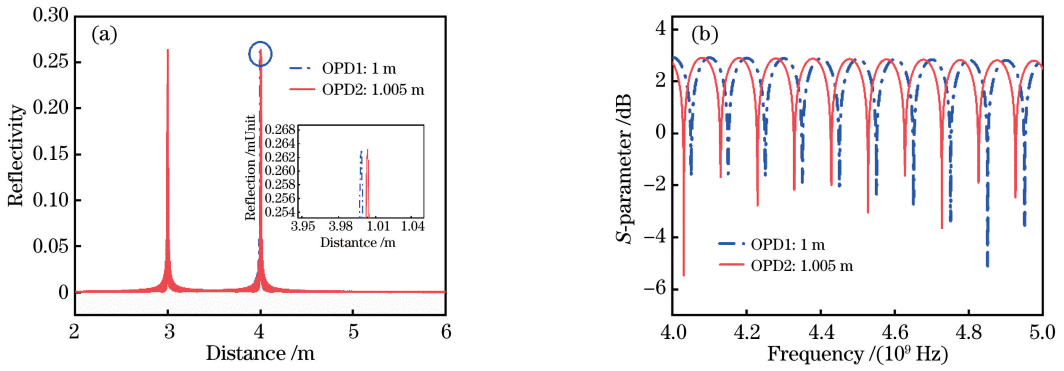 (a)
0.30
0.25
0.20
0.15
0.10
0.05
0
Reflectivity
OPD1: 1 m
OPD2: 1.005 m
0.268
0.266
0.264
0.262
0.260
0.258
0.256
0.254
Reflection /mUnit
3.95 3.98 1.01 1.04
Distantce /m
2 3 4 5 6
Distance /m
(b)
4
2
0
−2
−4
−6
S-parameter /dB
OPD1: 1 m
OPD2: 1.005 m
4.0 4.2 4.4 4.6 4.8 5.0
Frequency /(10⁹ Hz)